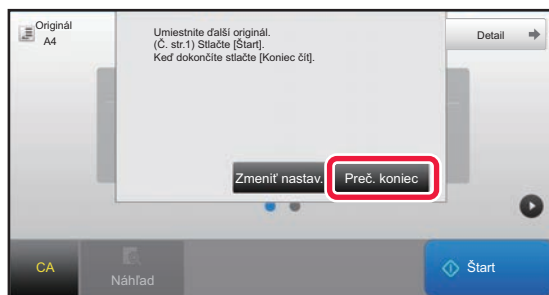 Originál
A4
Umiestnite ďalší originál.
(Č. str.1) Stlačte [Štart].
Keď dokončíte stlačte [Koniec čít].
Detail
Zmeniť nastav.
Preč. koniec
CA
Náhľad
Štart